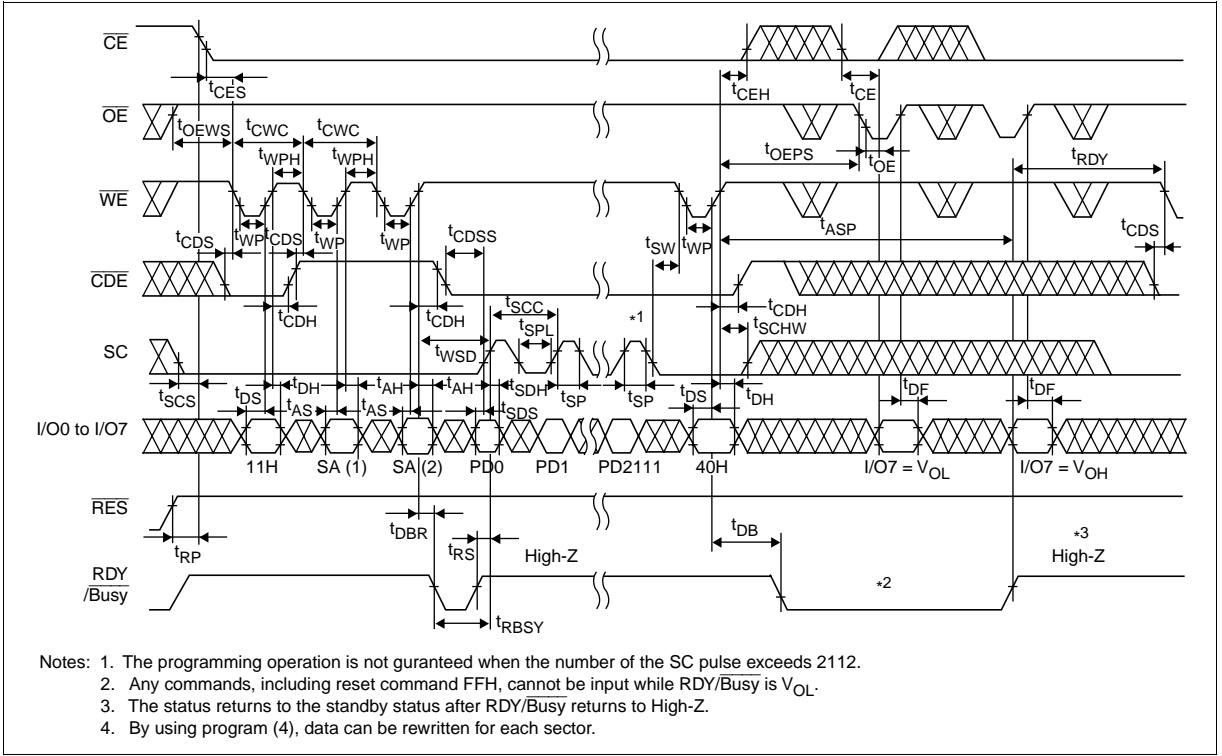 CE
tCES
tCEH
tCE
OE
tOEWS
tCWC
tCWC
tWPH
tWPH
tOEPS
tOE
tRDY
WE
tCDS
tWP
tCDS
tWP
tWP
tCDSS
tSW
tWP
tASP
tCDS
CDE
tCDH
tCDH
tSCC
tSPL
*1
tCDH
tSCHW
SC
tWSD
tSCS
tDS
tDH
tAS
tAH
tAS
tAH
tSDH
tSDS
tSP
tSP
tDS
tDH
tDF
tDF
I/O0 to I/O7
11H
SA (1)
SA (2)
PD0
PD1
PD2111
40H
I/O7 = VOL
I/O7 = VOH
RES
tRP
tDBR
tRS
High-Z
tDB
*3
High-Z
RDY
/Busy
*2
tRBSY
Notes: 1. The programming operation is not guranteed when the number of the SC pulse exceeds 2112.
2. Any commands, including reset command FFH, cannot be input while RDY/Busy is VOL.
3. The status returns to the standby status after RDY/Busy returns to High-Z.
4. By using program (4), data can be rewritten for each sector.